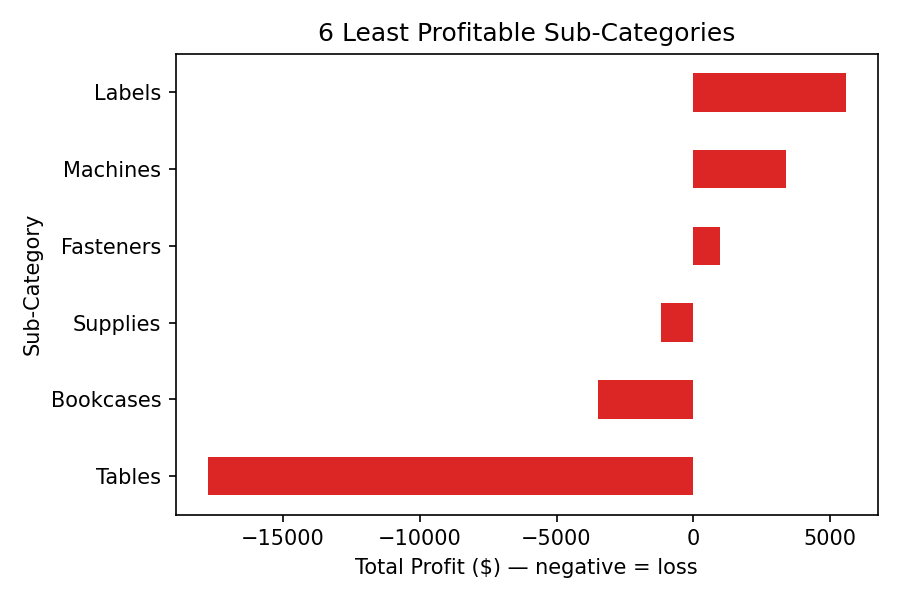 6 Least Profitable Sub-Categories
Sub-Category
Labels
Machines
Fasteners
Supplies
Bookcases
Tables
−15000 −10000 −5000 0 5000
Total Profit ($) — negative = loss